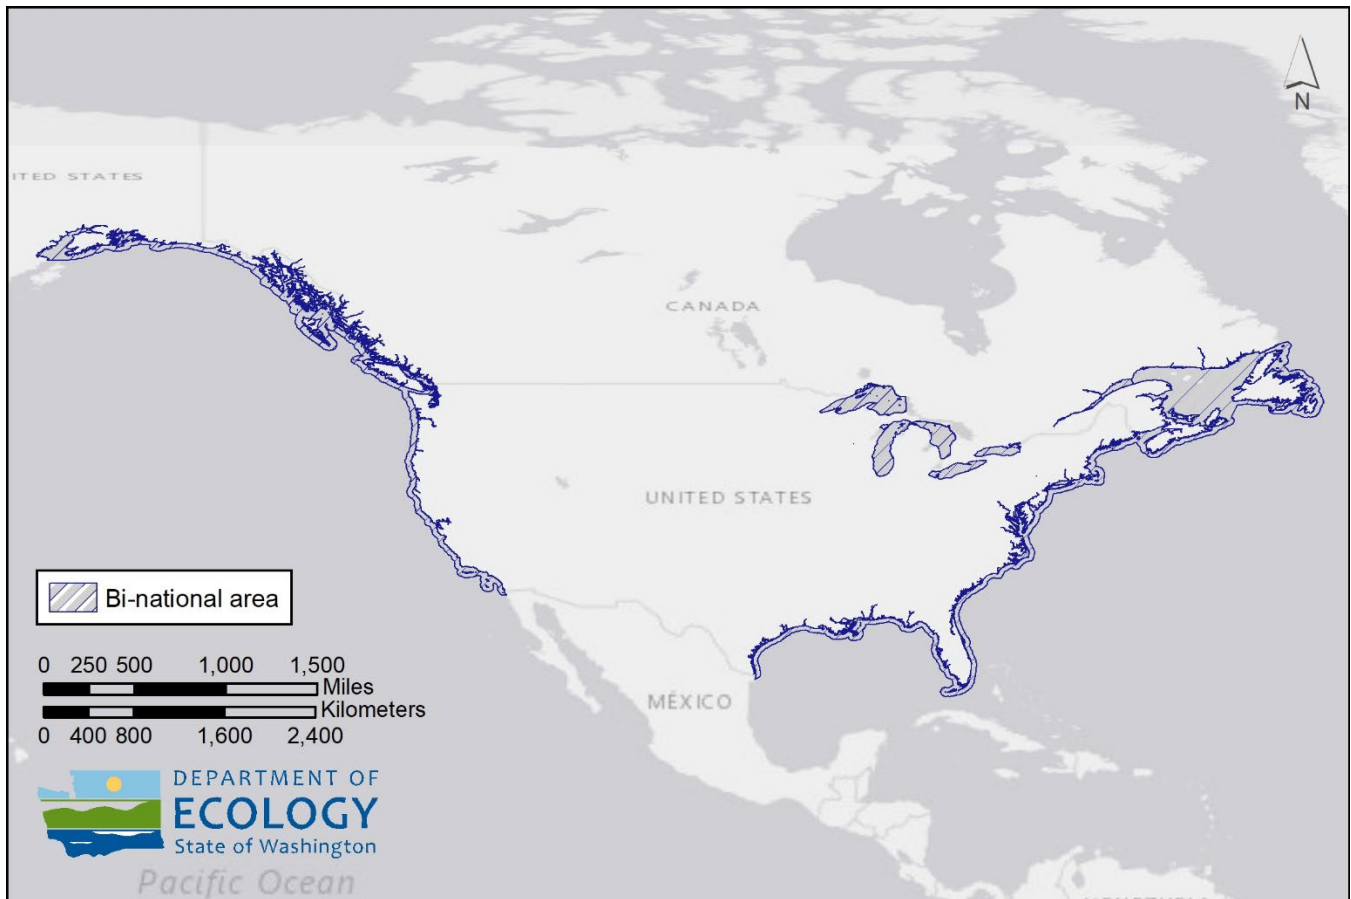 N
ITED STATES
CANADA
UNITED STATES
Bi-national area
0 250 500 1,000 1,500
Miles
Kilometers
0 400 800 1,600 2,400
MÉXICO
DEPARTMENT OF
ECOLOGY
State of Washington
Pacific Ocean